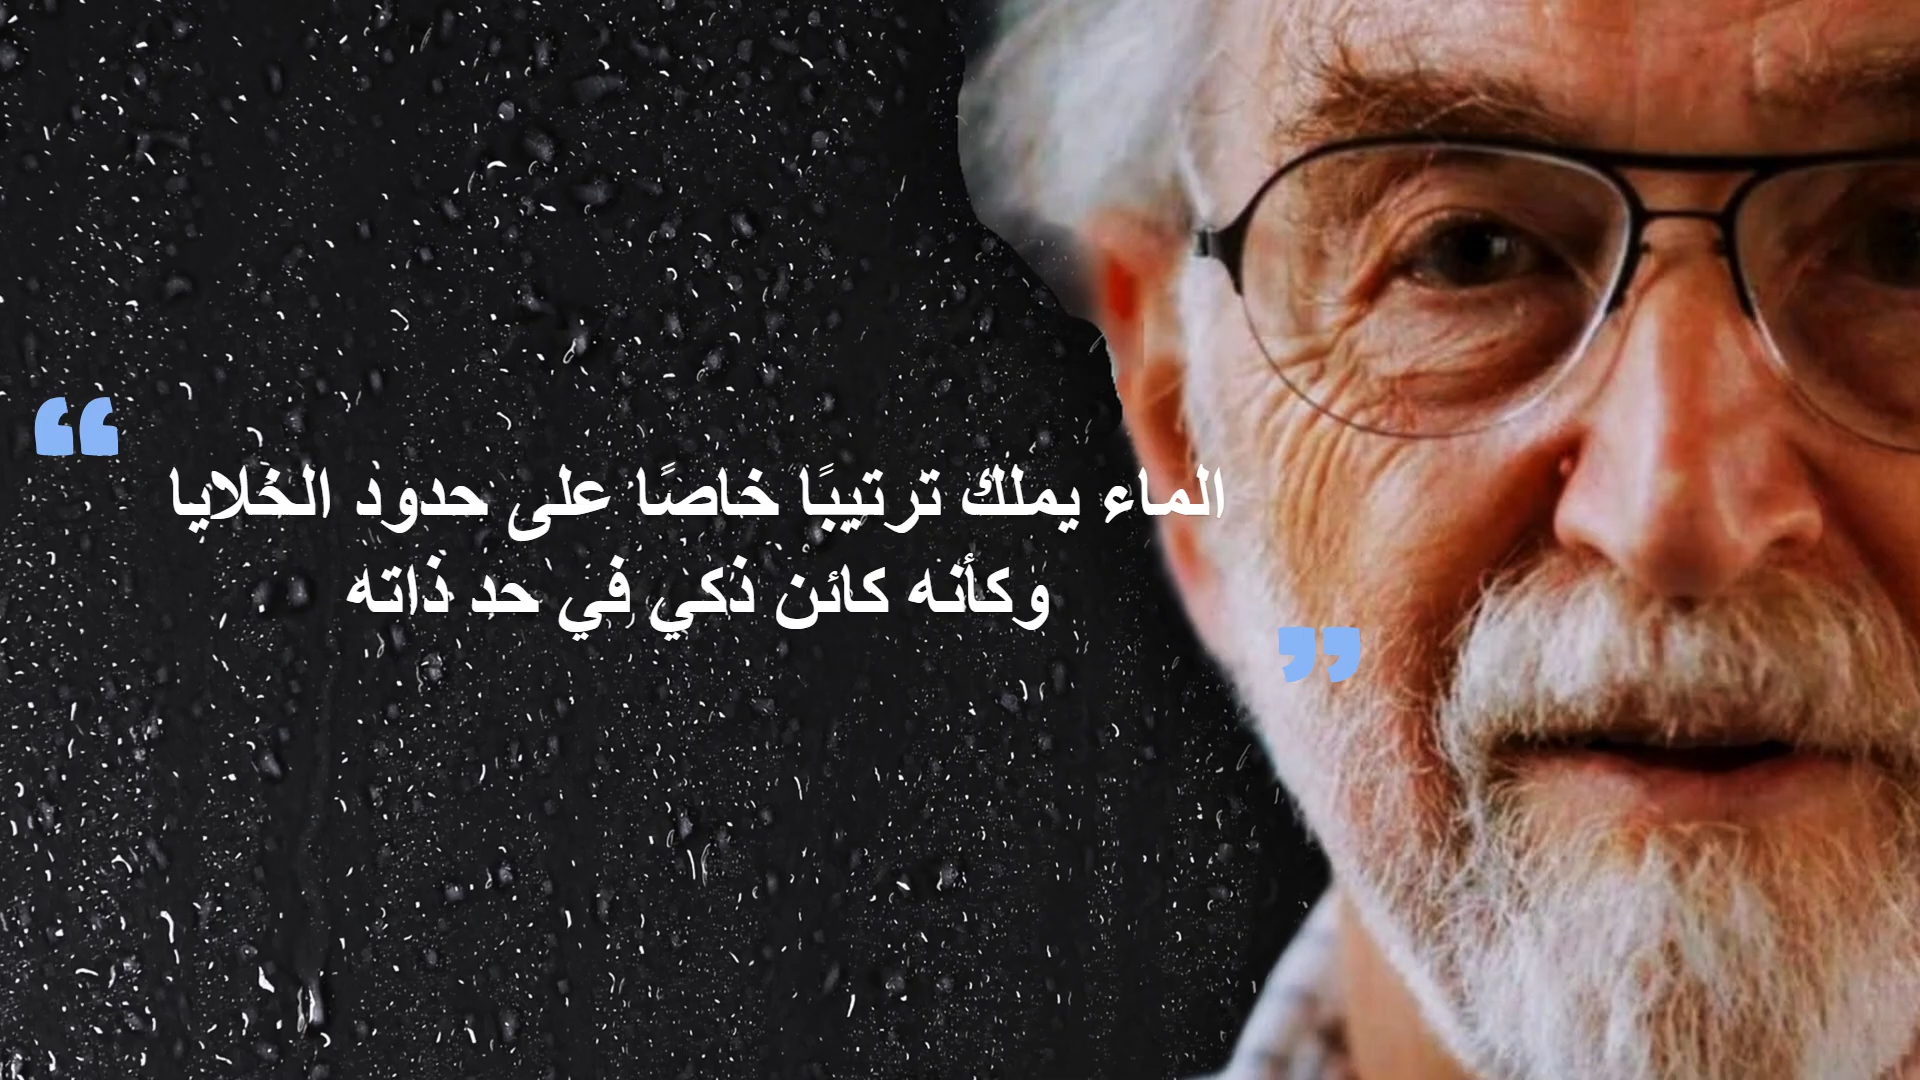 الماء يملك ترتيبًا خاصًا على حدود الخلايا
وكأنه كائن ذكي في حد ذاته